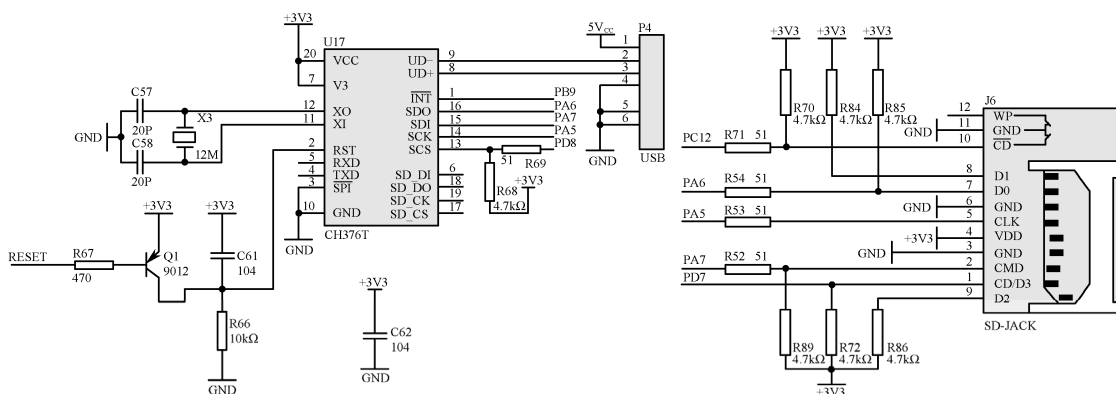 +3V3
U17
20 VCC
7 V3
12 XO
11 XI
2 RST
5 RXD
4 TXD
3 SPI
10 GND
UD− 9
UD+ 8
INT 1 PB9
SDO 16 PA6
SDI 15 PA7
SCK 14 PA5
SCS 13 PD8
SD_DI 6
SD_DO 18
SD_CK 19
SD_CS 17
CH376T
GND
C57
20P
GND
X3
12M
C58
20P
51 R69
R68
4.7kΩ
+3V3
5Vcc
P4
1
2
3
4
5
6
GND
USB
RESET
R67
470
+3V3
Q1
9012
+3V3
C61
104
R66
10kΩ
GND
+3V3
C62
104
GND
+3V3 +3V3 +3V3
R70
4.7kΩ
R84
4.7kΩ
R85
4.7kΩ
J6
12 WP
GND 11 GND
PC12 R71 51 10 CD
8 D1
PA6 R54 51 7 D0
GND 6 GND
PA5 R53 51 5 CLK
+3V3 4 VDD
GND 3 GND
PA7 R52 51 2 CMD
PD7 1 CD/D3
9 D2
SD-JACK
R89
4.7kΩ
R72
4.7kΩ
R86
4.7kΩ
+3V3